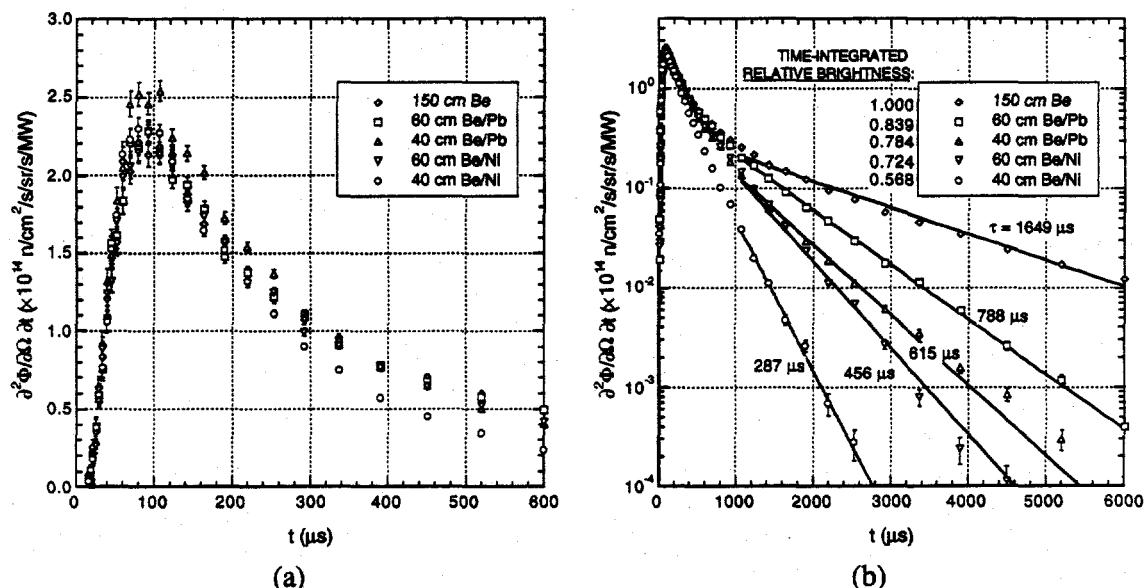 3.0
2.5
2.0
1.5
1.0
0.5
0.0
0
100
200
300
400
500
600
∂²Φ/∂Ω ∂t (×10¹⁴ n/cm²/s/sr/MW)
t (μs)
150 cm Be
60 cm Be/Pb
40 cm Be/Pb
60 cm Be/Ni
40 cm Be/Ni
(a)
10⁰
10⁻¹
10⁻²
10⁻³
10⁻⁴
0
1000
2000
3000
4000
5000
6000
∂²Φ/∂Ω ∂t (×10¹⁴ n/cm²/s/sr/MW)
t (μs)
TIME-INTEGRATED
RELATIVE BRIGHTNESS:
1.000 150 cm Be
0.839 60 cm Be/Pb
0.784 40 cm Be/Pb
0.724 60 cm Be/Ni
0.568 40 cm Be/Ni
τ = 1649 μs
788 μs
615 μs
456 μs
287 μs
(b)